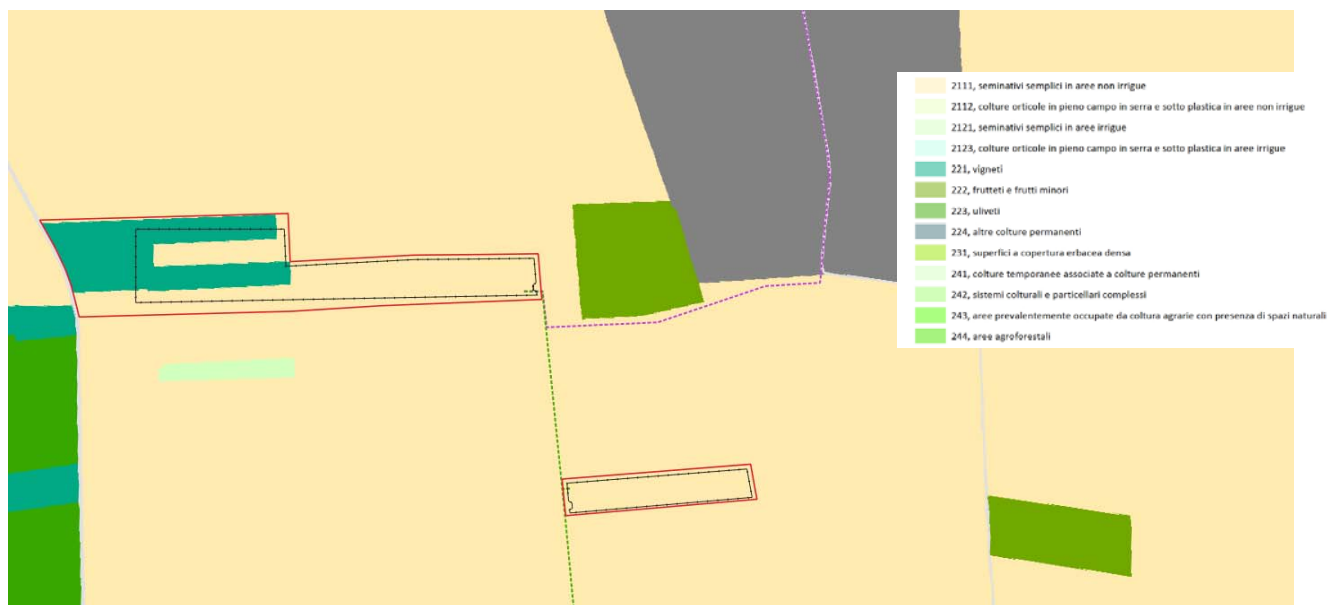 2111, seminativi semplici in aree non irrigue
2112, colture orticole in pieno campo in serra e sotto plastica in aree non irrigue
2121, seminativi semplici in aree irrigue
2123, colture orticole in pieno campo in serra e sotto plastica in aree irrigue
221, vigneti
222, frutteti e frutti minori
223, uliveti
224, altre colture permanenti
231, superfici a copertura erbacea densa
241, colture temporanee associate a colture permanenti
242, sistemi colturali e particellari complessi
243, aree prevalentemente occupate da coltura agrarie con presenza di spazi naturali
244, aree agroforestali